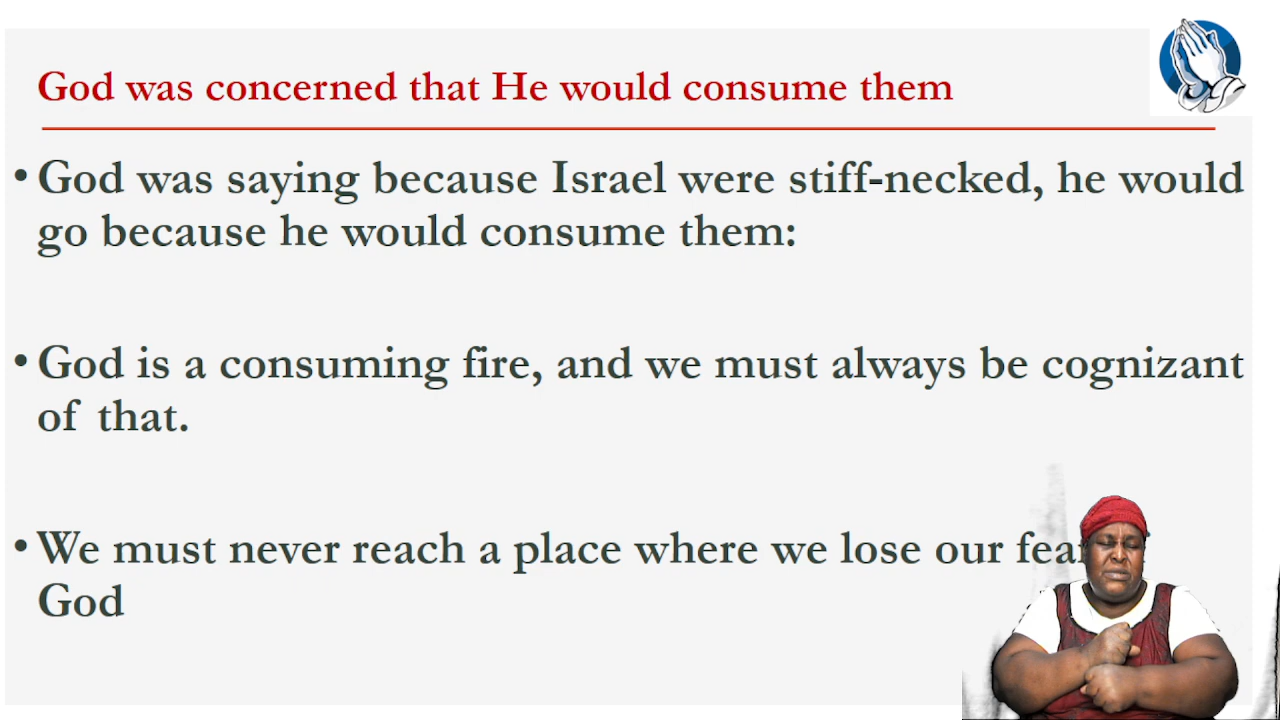 God was concerned that He would consume them
• God was saying because Israel were stiff-necked, he would
go because he would consume them:
• God is a consuming fire, and we must always be cognizant
of that.
• We must never reach a place where we lose our fear
God